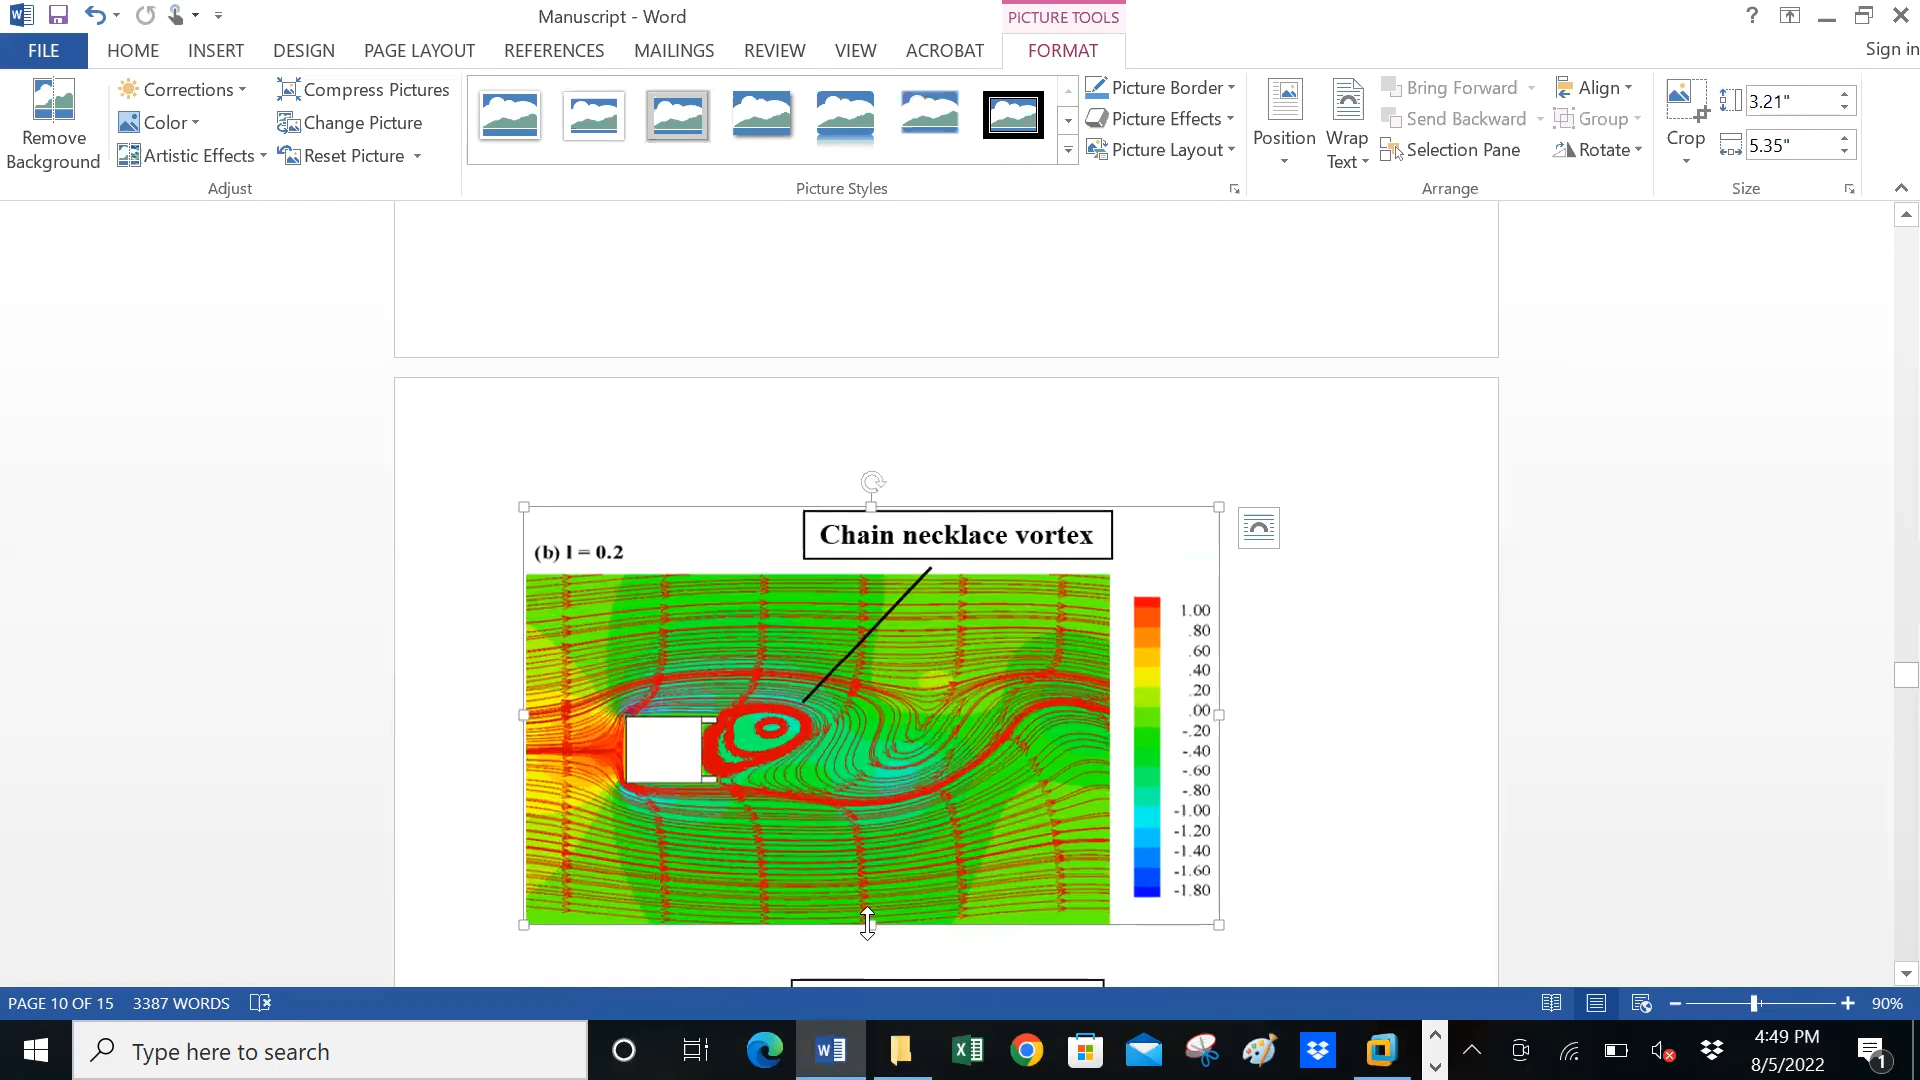 Manuscript - Word
PICTURE TOOLS
?
FILE
HOME
INSERT
DESIGN
PAGE LAYOUT
REFERENCES
MAILINGS
REVIEW
VIEW
ACROBAT
FORMAT
Sign in
Remove
Background
Corrections
Color
Artistic Effects
Compress Pictures
Change Picture
Reset Picture
Adjust
Picture Styles
Picture Border
Picture Effects
Picture Layout
Position
Wrap
Text
Bring Forward
Send Backward
Selection Pane
Align
Group
Rotate
Arrange
Crop
3.21"
5.35"
Size
Chain necklace vortex
(b) l = 0.2
1.00
.80
.60
.40
.20
.00
-.20
-.40
-.60
-.80
-1.00
-1.20
-1.40
-1.60
-1.80
PAGE 10 OF 15
3387 WORDS
90%
Type here to search
4:49 PM
8/5/2022
1